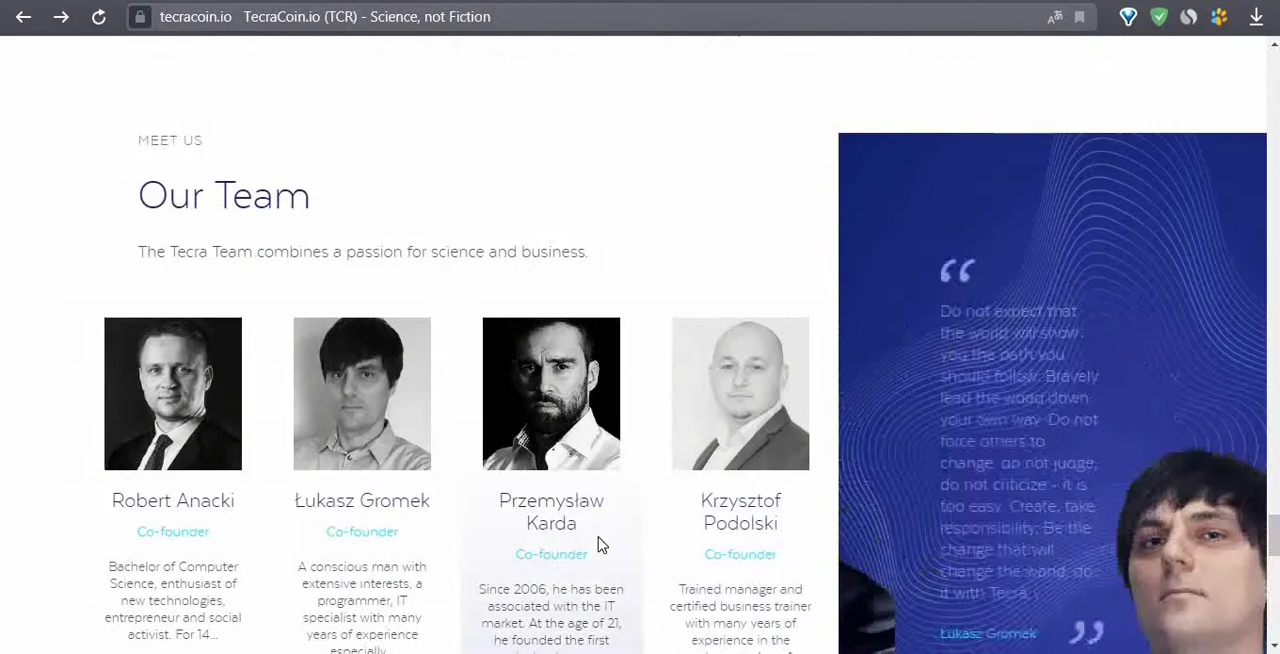 tecracoin.io TecraCoin.io (TCR) - Science, not Fiction
MEET US
Our Team
The Tecra Team combines a passion for science and business.
Robert Anacki
Co-founder
Bachelor of Computer
Science, enthusiast of
new technologies,
entrepreneur and social
activist. For 14...
Łukasz Gromek
Co-founder
A conscious man with
extensive interests, a
programmer, IT
specialist with many
years of experience
especially
Przemysław
Karda
Co-founder
Since 2006, he has been
associated with the IT
market. At the age of 21,
he founded the first
Krzysztof
Podolski
Co-founder
Trained manager and
certified business trainer
with many years of
experience in the
“
Do not expect that
the world will show
you the path you
should follow. Bravely
lead the world down
your own way. Do not
force others to
change, do not judge,
do not criticize - it is
too easy. Create, take
responsibility. Be the
change that will
change the world, do
it with Tecra.
Łukasz Gromek
”